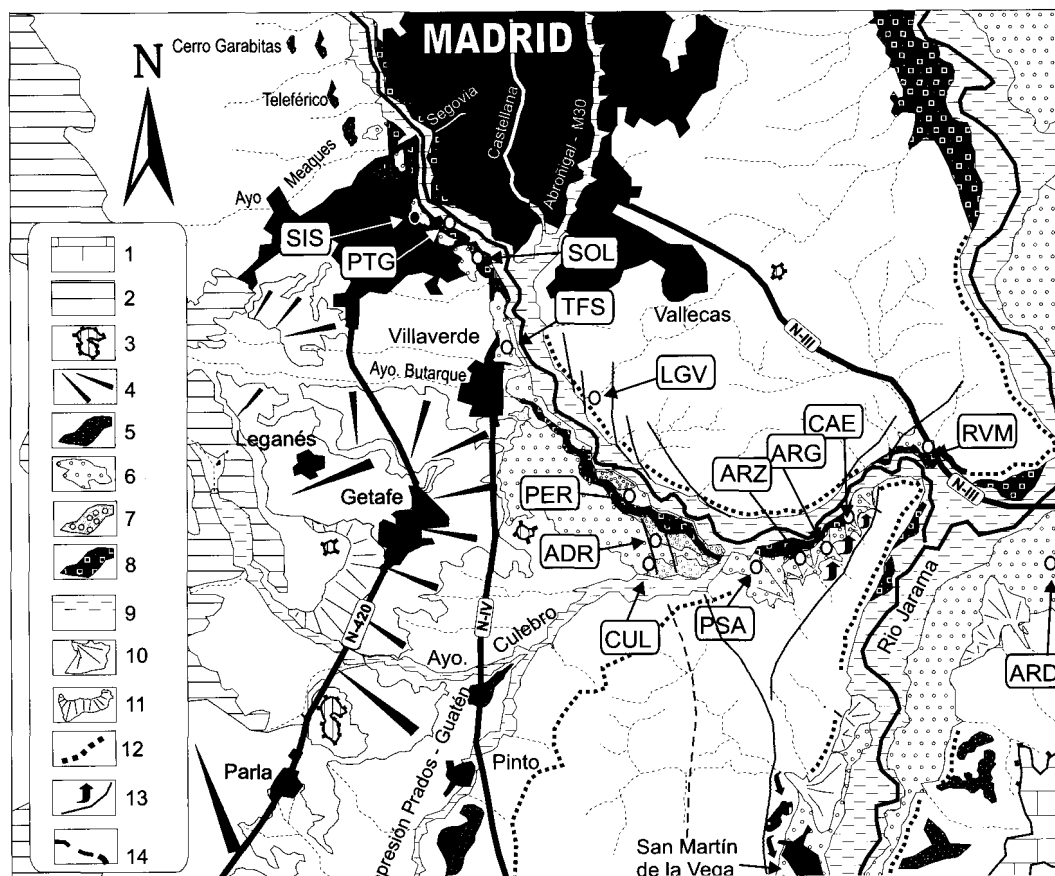 MADRID
Cerro Garabitas
N
Teleférico
Segovia
Castellana
Abroñigal - M30
Ayo Meaques
SIS
PTG
SOL
TFS
Villaverde
Vallecas
N-III
Ayo. Butarque
LGV
Leganés
CAE
ARG
RVM
ARZ
N-III
Getafe
PER
ADR
N-420
N-IV
Culebro
Ayo.
CUL
PSA
Rio Jarama
ARD
Parla
Pinto
presión Prados - Guatén
San Martín
de la Vega
1
2
3
4
5
6
7
8
9
10
11
12
13
14